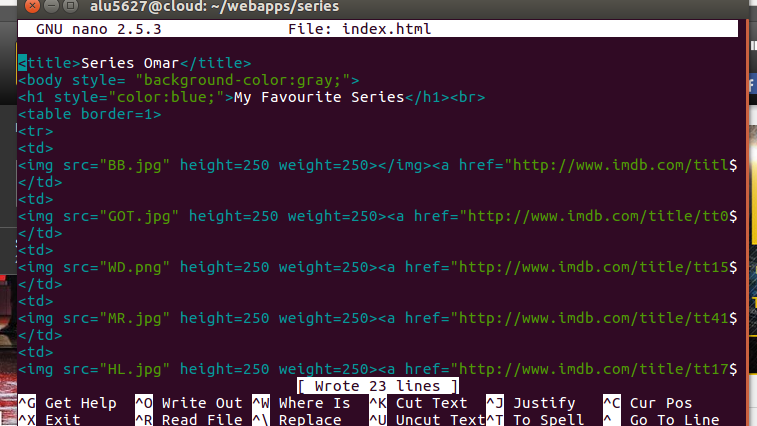 alu5627@cloud: ~/webapps/series
GNU nano 2.5.3 File: index.html
<title>Series Omar</title>
<body style= "background-color:gray;">
<h1 style="color:blue;">My Favourite Series</h1><br>
<table border=1>
<tr>
<td>
<img src="BB.jpg" height=250 weight=250></img><a href="http://www.imdb.com/titl$
</td>
<td>
<img src="GOT.jpg" height=250 weight=250><a href="http://www.imdb.com/title/tt0$
</td>
<td>
<img src="WD.png" height=250 weight=250><a href="http://www.imdb.com/title/tt15$
</td>
<td>
<img src="MR.jpg" height=250 weight=250><a href="http://www.imdb.com/title/tt41$
</td>
<td>
<img src="HL.jpg" height=250 weight=250><a href="http://www.imdb.com/title/tt17$
[ Wrote 23 lines ]
^G Get Help ^O Write Out ^W Where Is ^K Cut Text ^J Justify ^C Cur Pos
^X Exit ^R Read File ^\ Replace ^U Uncut Text ^T To Spell ^_ Go To Line